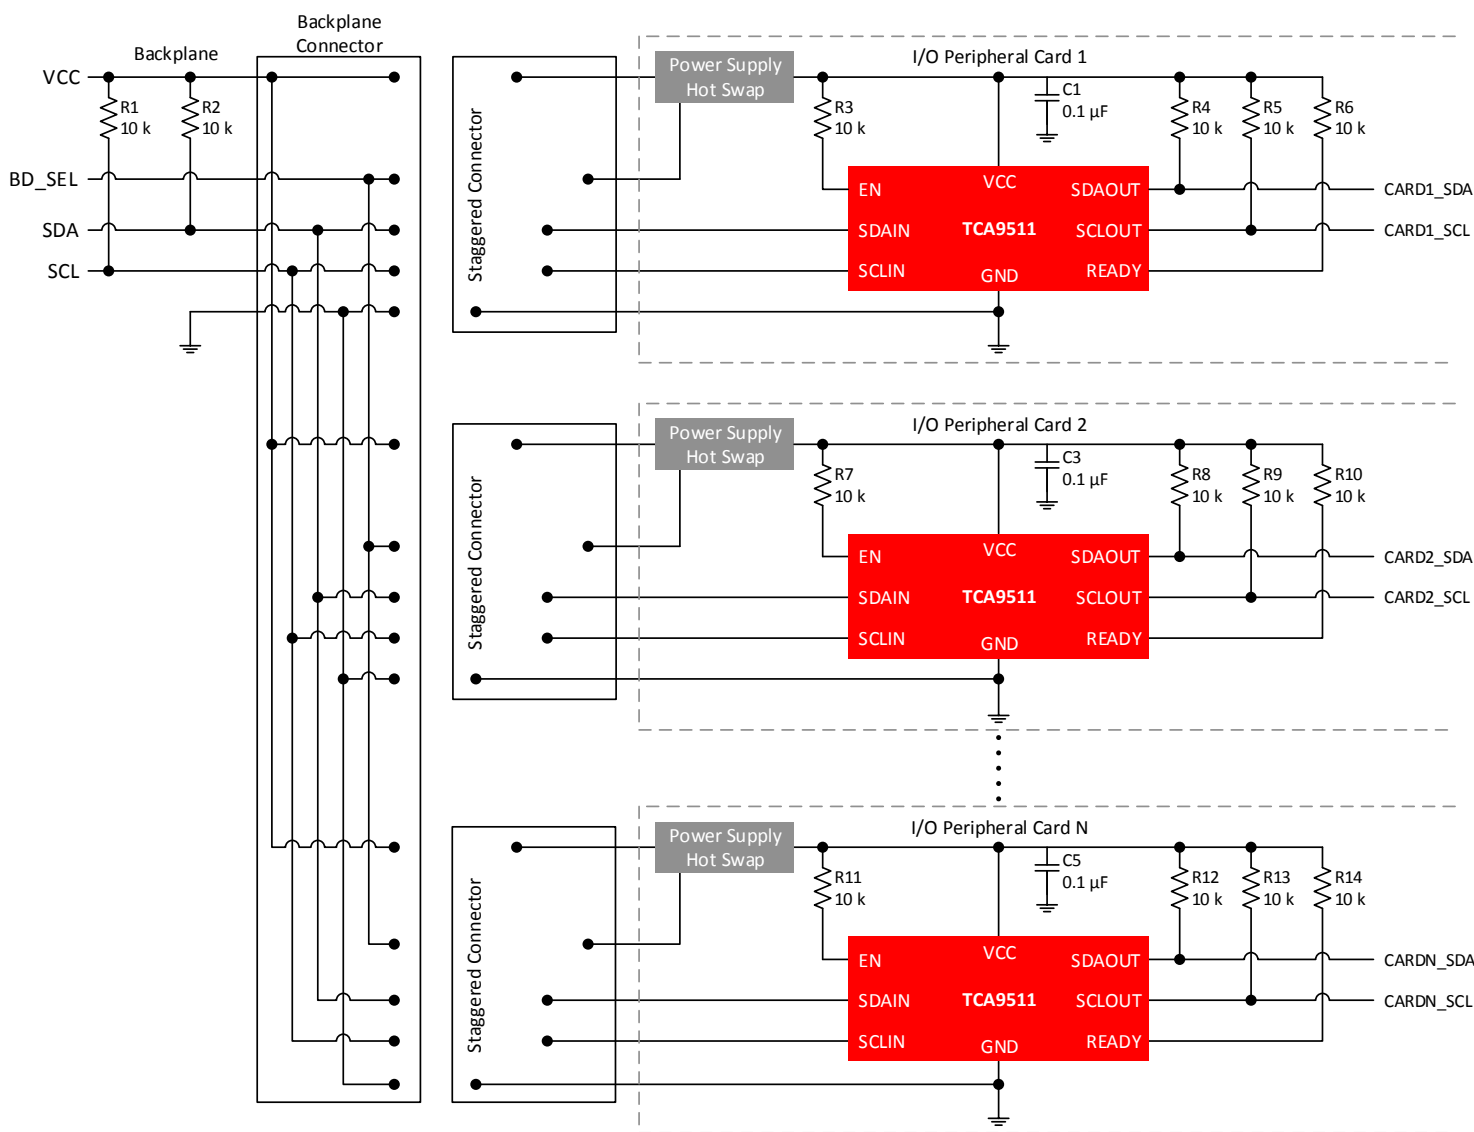 Backplane
Connector
Backplane
VCC
R1
10 k
R2
10 k
BD_SEL
SDA
SCL
Staggered Connector
Power Supply
Hot Swap
I/O Peripheral Card 1
R3
10 k
C1
0.1 µF
R4
10 k
R5
10 k
R6
10 k
VCC
EN
SDAOUT
CARD1_SDA
SDAIN
TCA9511
SCLOUT
CARD1_SCL
SCLIN
GND
READY
Staggered Connector
Power Supply
Hot Swap
I/O Peripheral Card 2
R7
10 k
C3
0.1 µF
R8
10 k
R9
10 k
R10
10 k
VCC
EN
SDAOUT
CARD2_SDA
SDAIN
TCA9511
SCLOUT
CARD2_SCL
SCLIN
GND
READY
Staggered Connector
Power Supply
Hot Swap
I/O Peripheral Card N
R11
10 k
C5
0.1 µF
R12
10 k
R13
10 k
R14
10 k
VCC
EN
SDAOUT
CARDN_SDA
SDAIN
TCA9511
SCLOUT
CARDN_SCL
SCLIN
GND
READY